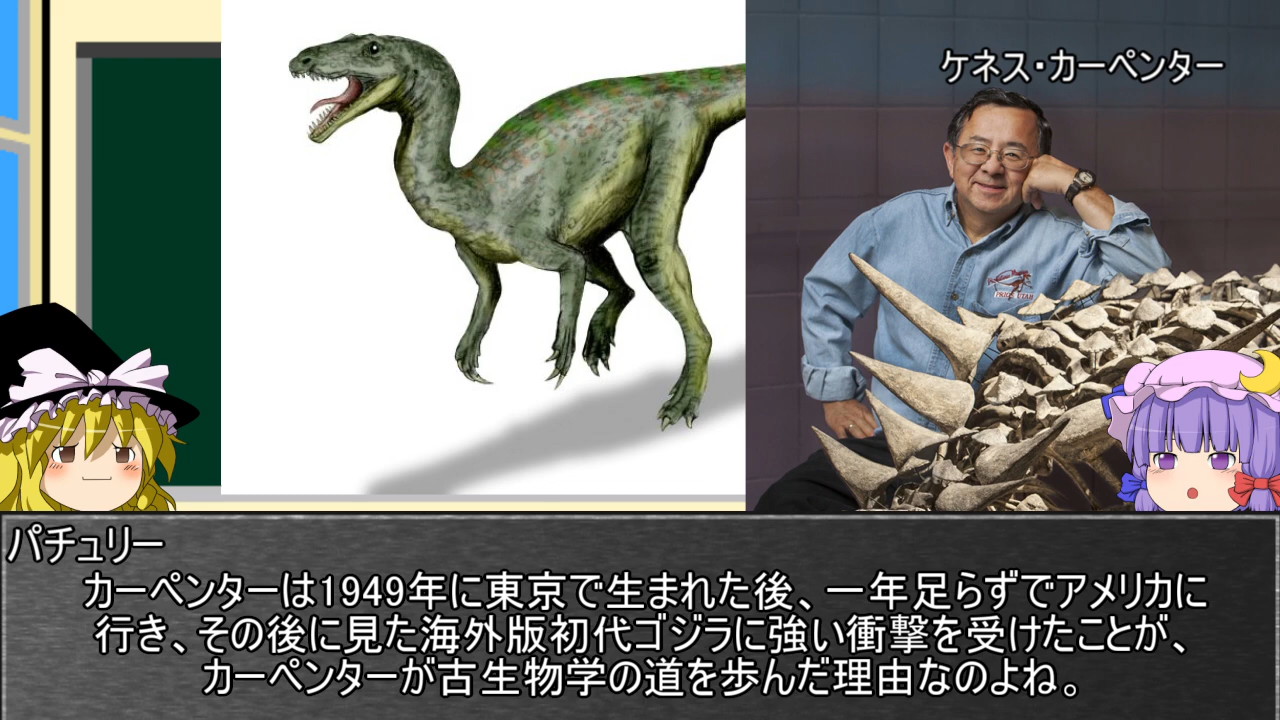 ケネス・カーペンター
PRICE, UTAH
パチュリー
カーペンターは1949年に東京で生まれた後、一年足らずでアメリカに
行き、その後に見た海外版初代ゴジラに強い衝撃を受けたことが、
カーペンターが古生物学の道を歩んだ理由なのよね。